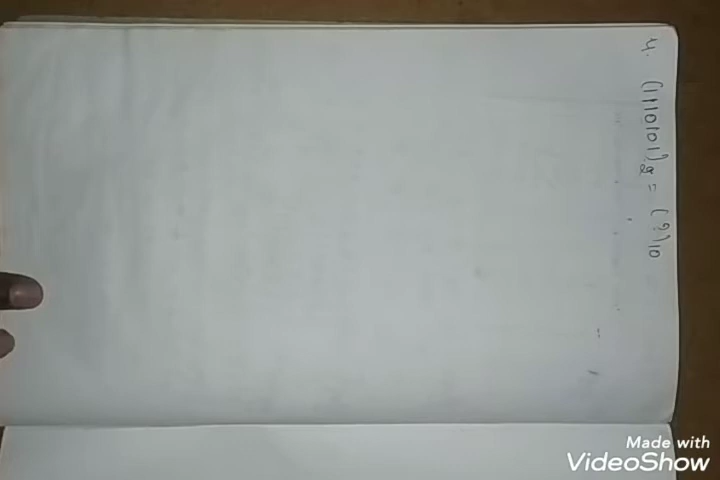 4. (1110101)₂ = (?)₁₀
Made with
VideoShow